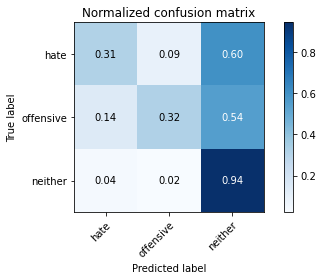 Normalized confusion matrix
hate 0.31 0.09 0.60
offensive 0.14 0.32 0.54
neither 0.04 0.02 0.94
hate offensive neither
True label
Predicted label
0.8
0.6
0.4
0.2